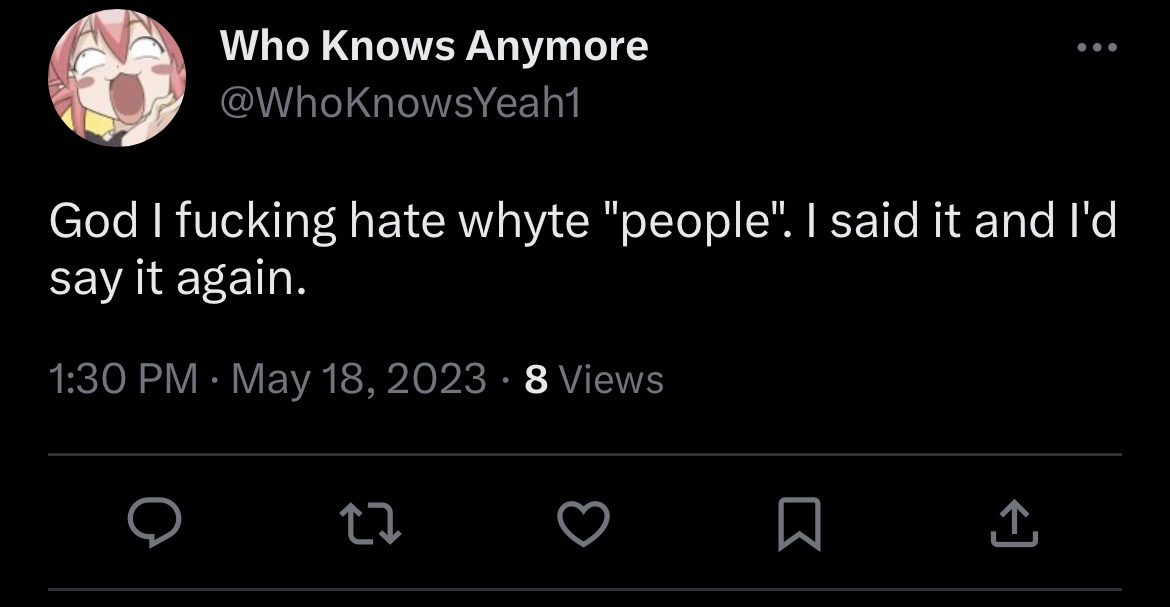 Who Knows Anymore
@WhoKnowsYeah1
God I fucking hate whyte "people". I said it and I'd
say it again.
1:30 PM · May 18, 2023 · 8 Views